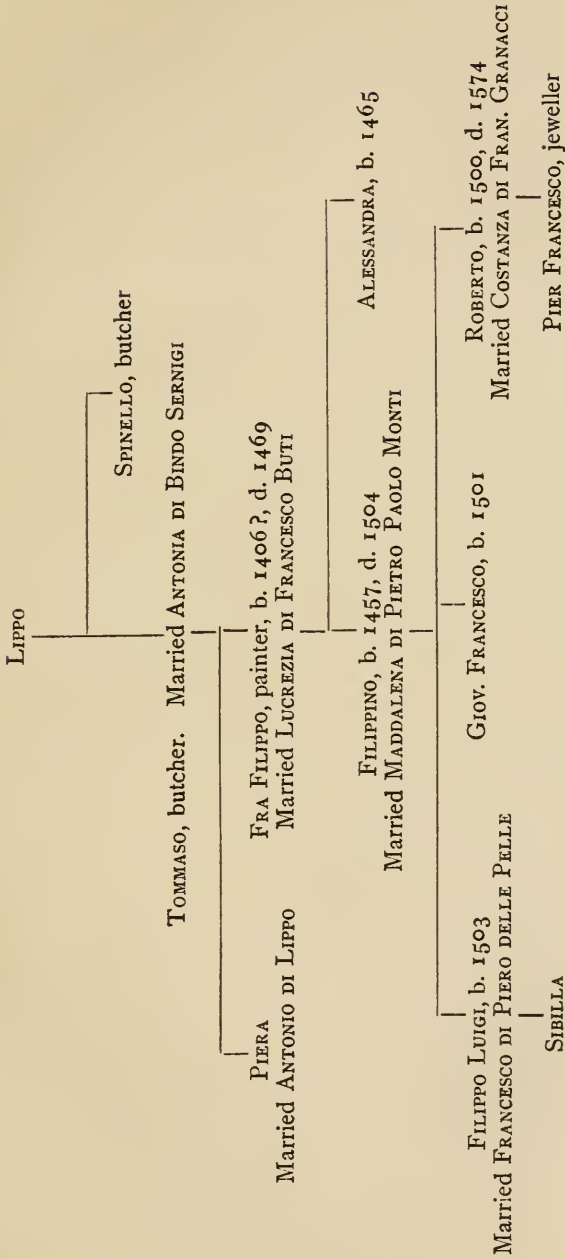 LIPPO
SPINELLO, butcher
TOMMASO, butcher. Married ANTONIA DI BINDO SERNIGI
PIERA
Married ANTONIO DI LIPPO
FRA FILIPPO, painter, b. 1406?, d. 1469
Married LUCREZIA DI FRANCESCO BUTI
FILIPPINO, b. 1457, d. 1504
Married MADDALENA DI PIETRO PAOLO MONTI
ALESSANDRA, b. 1465
FILIPPO LUIGI, b. 1503
Married FRANCESCO DI PIERO DELLE PELLE
SIBILLA
GIOV. FRANCESCO, b. 1501
ROBERTO, b. 1500, d. 1574
Married COSTANZA DI FRAN. GRANACCI
PIER FRANCESCO, jeweller